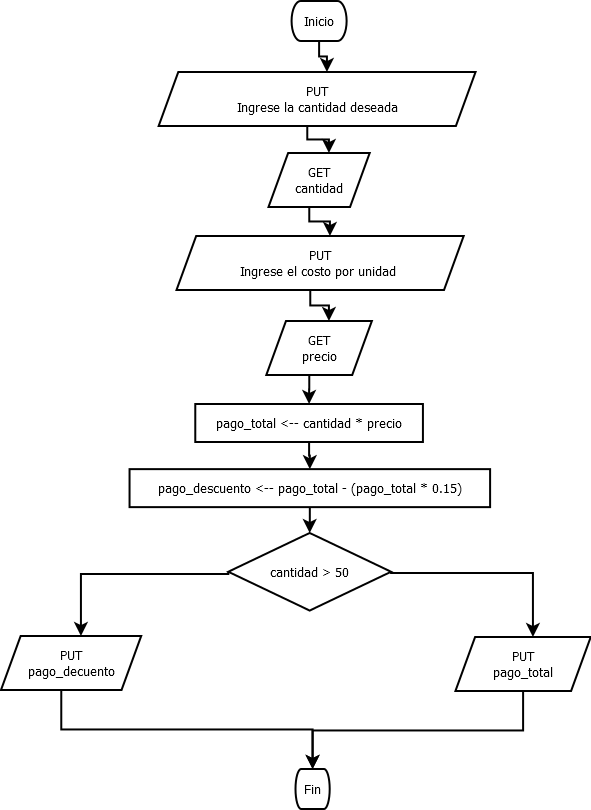 Inicio
PUT
Ingrese la cantidad deseada
GET
cantidad
PUT
Ingrese el costo por unidad
GET
precio
pago_total <-- cantidad * precio
pago_descuento <-- pago_total - (pago_total * 0.15)
cantidad > 50
PUT
pago_decuento
PUT
pago_total
Fin